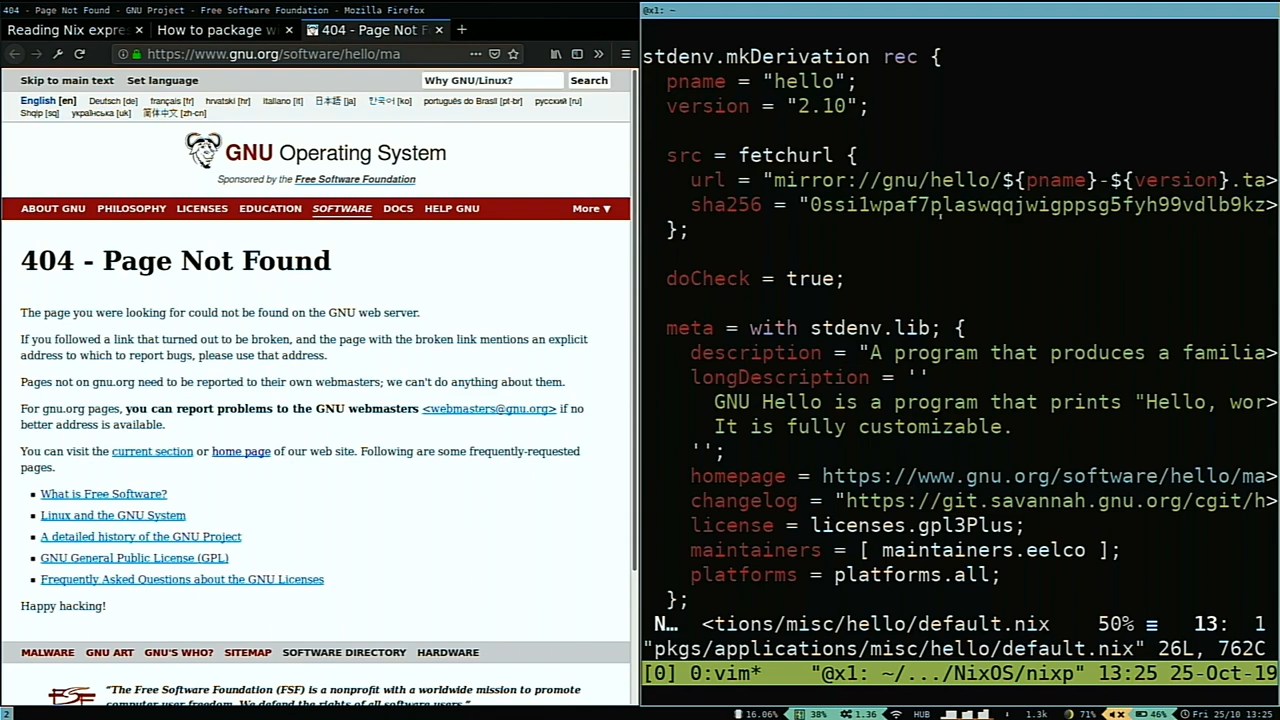 404 - Page Not Found - GNU Project - Free Software Foundation - Mozilla Firefox
Reading Nix expre × How to package w × 404 - Page Not F × +
https://www.gnu.org/software/hello/ma
Skip to main text Set language
Why GNU/Linux? Search
English [en] Deutsch [de] français [fr] hrvatski [hr] italiano [it] 日本語 [ja] 한국어 [ko] português do Brasil [pt-br] русский [ru]
Shqip [sq] українська [uk] 简体中文 [zh-cn]
GNU Operating System
Sponsored by the Free Software Foundation
ABOUT GNU PHILOSOPHY LICENSES EDUCATION SOFTWARE DOCS HELP GNU More ▼
404 - Page Not Found
The page you were looking for could not be found on the GNU web server.
If you followed a link that turned out to be broken, and the page with the broken link mentions an explicit
address to which to report bugs, please use that address.
Pages not on gnu.org need to be reported to their own webmasters; we can't do anything about them.
For gnu.org pages, you can report problems to the GNU webmasters <webmasters@gnu.org> if no
better address is available.
You can visit the current section or home page of our web site. Following are some frequently-requested
pages.
What is Free Software?
Linux and the GNU System
A detailed history of the GNU Project
GNU General Public License (GPL)
Frequently Asked Questions about the GNU Licenses
Happy hacking!
MALWARE GNU ART GNU'S WHO? SITEMAP SOFTWARE DIRECTORY HARDWARE
"The Free Software Foundation (FSF) is a nonprofit with a worldwide mission to promote
@x1: ~
stdenv.mkDerivation rec {
pname = "hello";
version = "2.10";
src = fetchurl {
url = "mirror://gnu/hello/${pname}-${version}.ta>
sha256 = "0ssi1wpaf7plaswqqjwigppsg5fyh99vdlb9kz>
};
doCheck = true;
meta = with stdenv.lib; {
description = "A program that produces a familia>
longDescription = ''
GNU Hello is a program that prints "Hello, wor>
It is fully customizable.
'';
homepage = https://www.gnu.org/software/hello/ma>
changelog = "https://git.savannah.gnu.org/cgit/h>
license = licenses.gpl3Plus;
maintainers = [ maintainers.eelco ];
platforms = platforms.all;
};
N… <tions/misc/hello/default.nix 50% ≡ 13: 1
"pkgs/applications/misc/hello/default.nix" 26L, 762C
[0] 0:vim* "@x1: ~/.../NixOS/nixp" 13:25 25-Oct-19
2 16.06% 38% 1.36 HUB 1.3k 71% 46% Fri 25/10 13:25